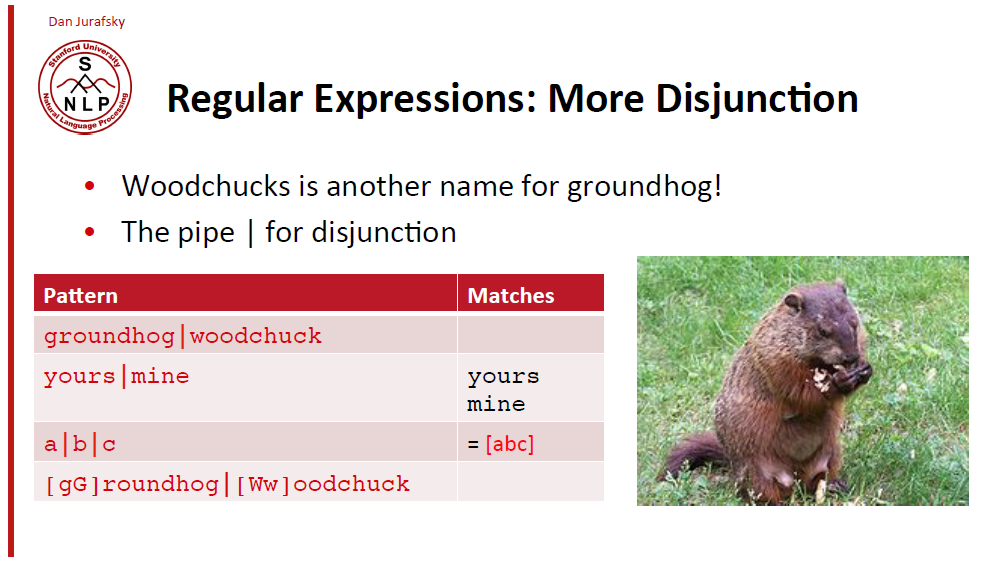 Dan Jurafsky
Stanford University
S
N L P
Natural Language Processing
Regular Expressions: More Disjunction
• Woodchucks is another name for groundhog!
• The pipe | for disjunction
Pattern Matches
groundhog|woodchuck
yours|mine yours
mine
a|b|c = [abc]
[gG]roundhog|[Ww]oodchuck